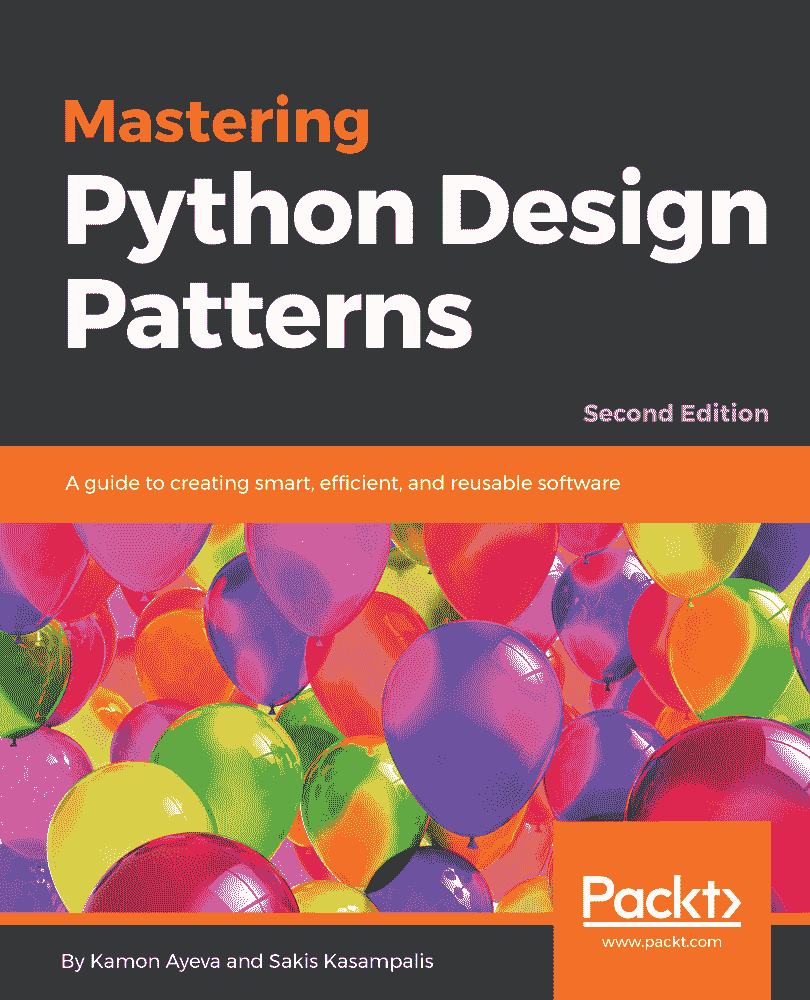 Mastering
Python Design
Patterns
Second Edition
A guide to creating smart, efficient, and reusable software
Packt>
www.packt.com
By Kamon Ayeva and Sakis Kasampalis